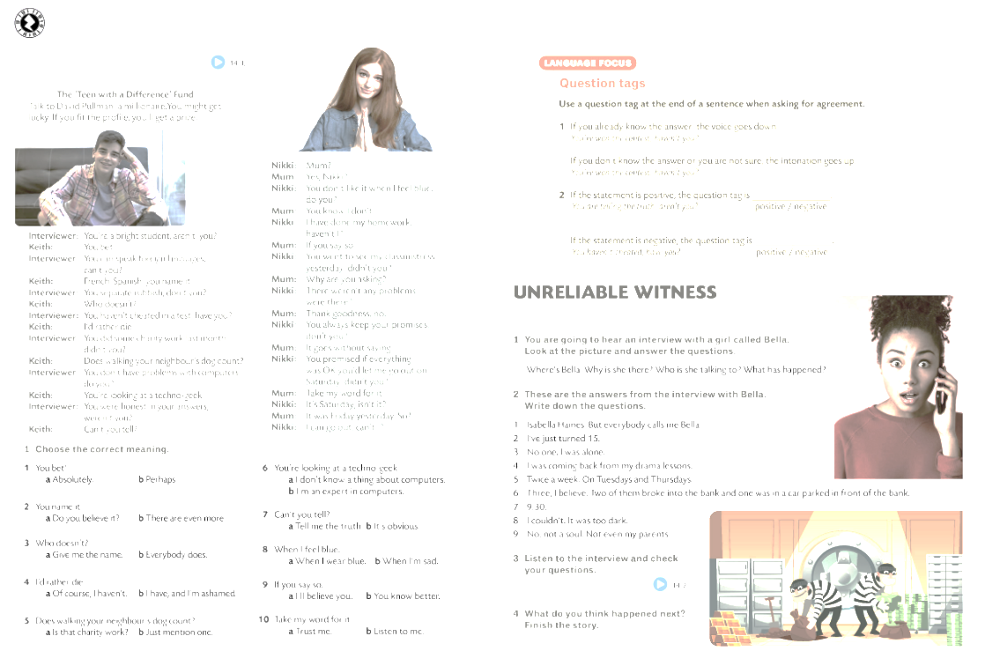 14.1
The 'Teen with a Difference' Fund
Talk to David Pullman, a millionaire. You might get
lucky. If you fit the profile, you'll get a prize.
Interviewer: You're a bright student, aren't you?
Keith: You bet!
Interviewer: You can speak foreign languages,
can't you?
Keith: French, Spanish, you name it.
Interviewer: You separate rubbish, don't you?
Keith: Who doesn't?
Interviewer: You haven't cheated in a test, have you?
Keith: I'd rather die.
Interviewer: You did some charity work last month,
didn't you?
Keith: Does walking your neighbour's dog count?
Interviewer: You don't have problems with computers,
do you?
Keith: You're looking at a techno-geek.
Interviewer: You were honest in your answers,
weren't you?
Keith: Can't you tell?
Nikki: Mum?
Mum: Yes, Nikki?
Nikki: You don't like it when I feel blue,
do you?
Mum: You know I don't.
Nikki: I have done my homework,
haven't I?
Mum: If you say so.
Nikki: You went to see my class mistress
yesterday, didn't you?
Mum: Why are you asking?
Nikki: There weren't any problems,
were there?
Mum: Thank goodness, no.
Nikki: You always keep your promises,
don't you?
Mum: It goes without saying.
Nikki: You promised if everything
was OK you'd let me go out on
Saturday, didn't you?
Mum: Take my word for it.
Nikki: It's Saturday, isn't it?
Mum: It was Friday yesterday. So?
Nikki: I can go out, can't I?
1 Choose the correct meaning.
1 You bet!
a Absolutely. b Perhaps.
2 You name it.
a Do you believe it? b There are even more.
3 Who doesn't?
a Give me the name. b Everybody does.
4 I'd rather die.
a Of course, I haven't. b I have, and I'm ashamed.
5 Does walking your neighbour's dog count?
a Is that charity work? b Just mention one.
6 You're looking at a techno-geek.
a I don't know a thing about computers.
b I'm an expert in computers.
7 Can't you tell?
a Tell me the truth. b It's obvious.
8 When I feel blue.
a When I wear blue. b When I'm sad.
9 If you say so.
a I'll believe you. b You know better.
10 Take my word for it.
a Trust me. b Listen to me.
LANGUAGE FOCUS
Question tags
Use a question tag at the end of a sentence when asking for agreement.
1 If you already know the answer, the voice goes down.
If you don't know the answer or you are not sure, the intonation goes up.
2 If the statement is positive, the question tag is
You are telling the truth, aren't you? positive / negative
If the statement is negative, the question tag is
You haven't cheated, have you? positive / negative
UNRELIABLE WITNESS
1 You are going to hear an interview with a girl called Bella.
Look at the picture and answer the questions.
Where's Bella? Why is she there? Who is she talking to? What has happened?
2 These are the answers from the interview with Bella.
Write down the questions.
1 Isabella Hames. But everybody calls me Bella.
2 I've just turned 15.
3 No one, I was alone.
4 I was coming back from my drama lessons.
5 Twice a week. On Tuesdays and Thursdays.
6 Three, I believe. Two of them broke into the bank and one was in a car parked in front of the bank.
7 9.30.
8 I couldn't. It was too dark.
9 No, not a soul. Not even my parents.
3 Listen to the interview and check
your questions.
14.2
4 What do you think happened next?
Finish the story.